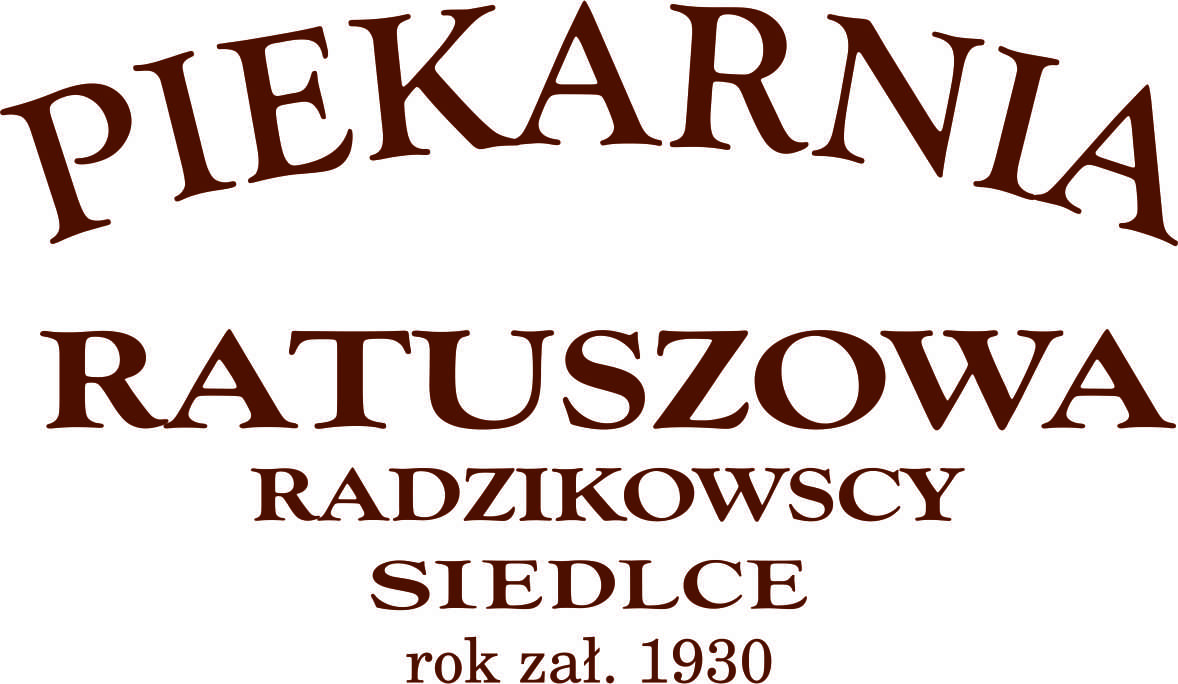 PIEKARNIA
RATUSZOWA
RADZIKOWSCY
SIEDLCE
rok zał. 1930